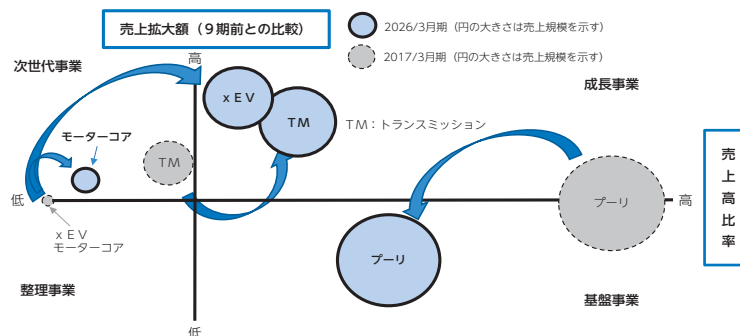 売上拡大額（９期前との比較）
2026/3月期（円の大きさは売上規模を示す）
2017/3月期（円の大きさは売上規模を示す）
次世代事業
高
成長事業
ｘＥＶ
ＴＭ
ＴＭ：トランスミッション
モーターコア
ＴＭ
売上高比率
低
プーリ
高
ｘＥＶ
モーターコア
プーリ
整理事業
基盤事業
低